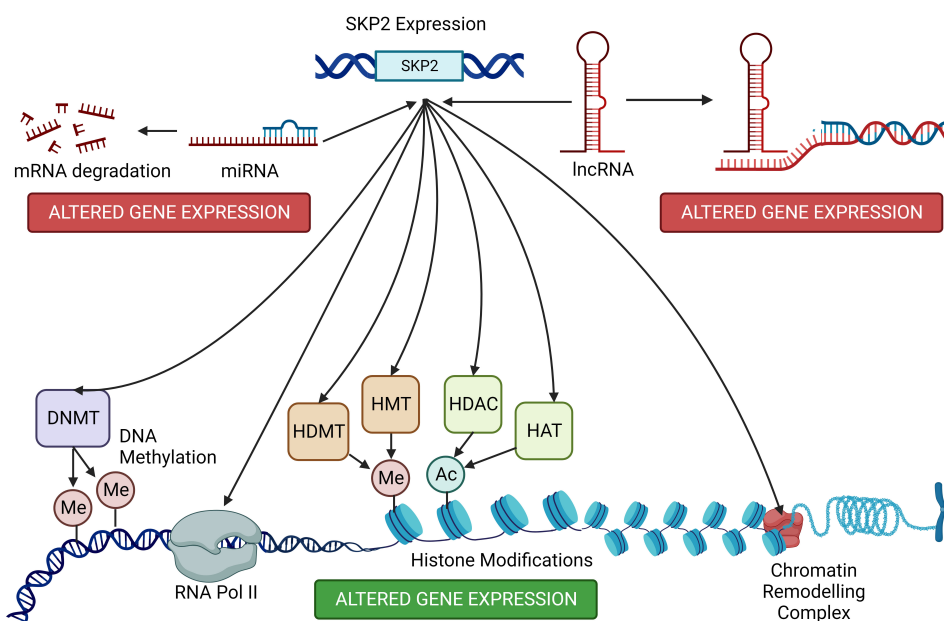 SKP2 Expression
SKP2
mRNA degradation
miRNA
lncRNA
ALTERED GENE EXPRESSION
ALTERED GENE EXPRESSION
DNMT
DNA
Methylation
Me
Me
HDMT
HMT
HDAC
HAT
Me
Ac
RNA Pol II
Histone Modifications
Chromatin
Remodelling
Complex
ALTERED GENE EXPRESSION